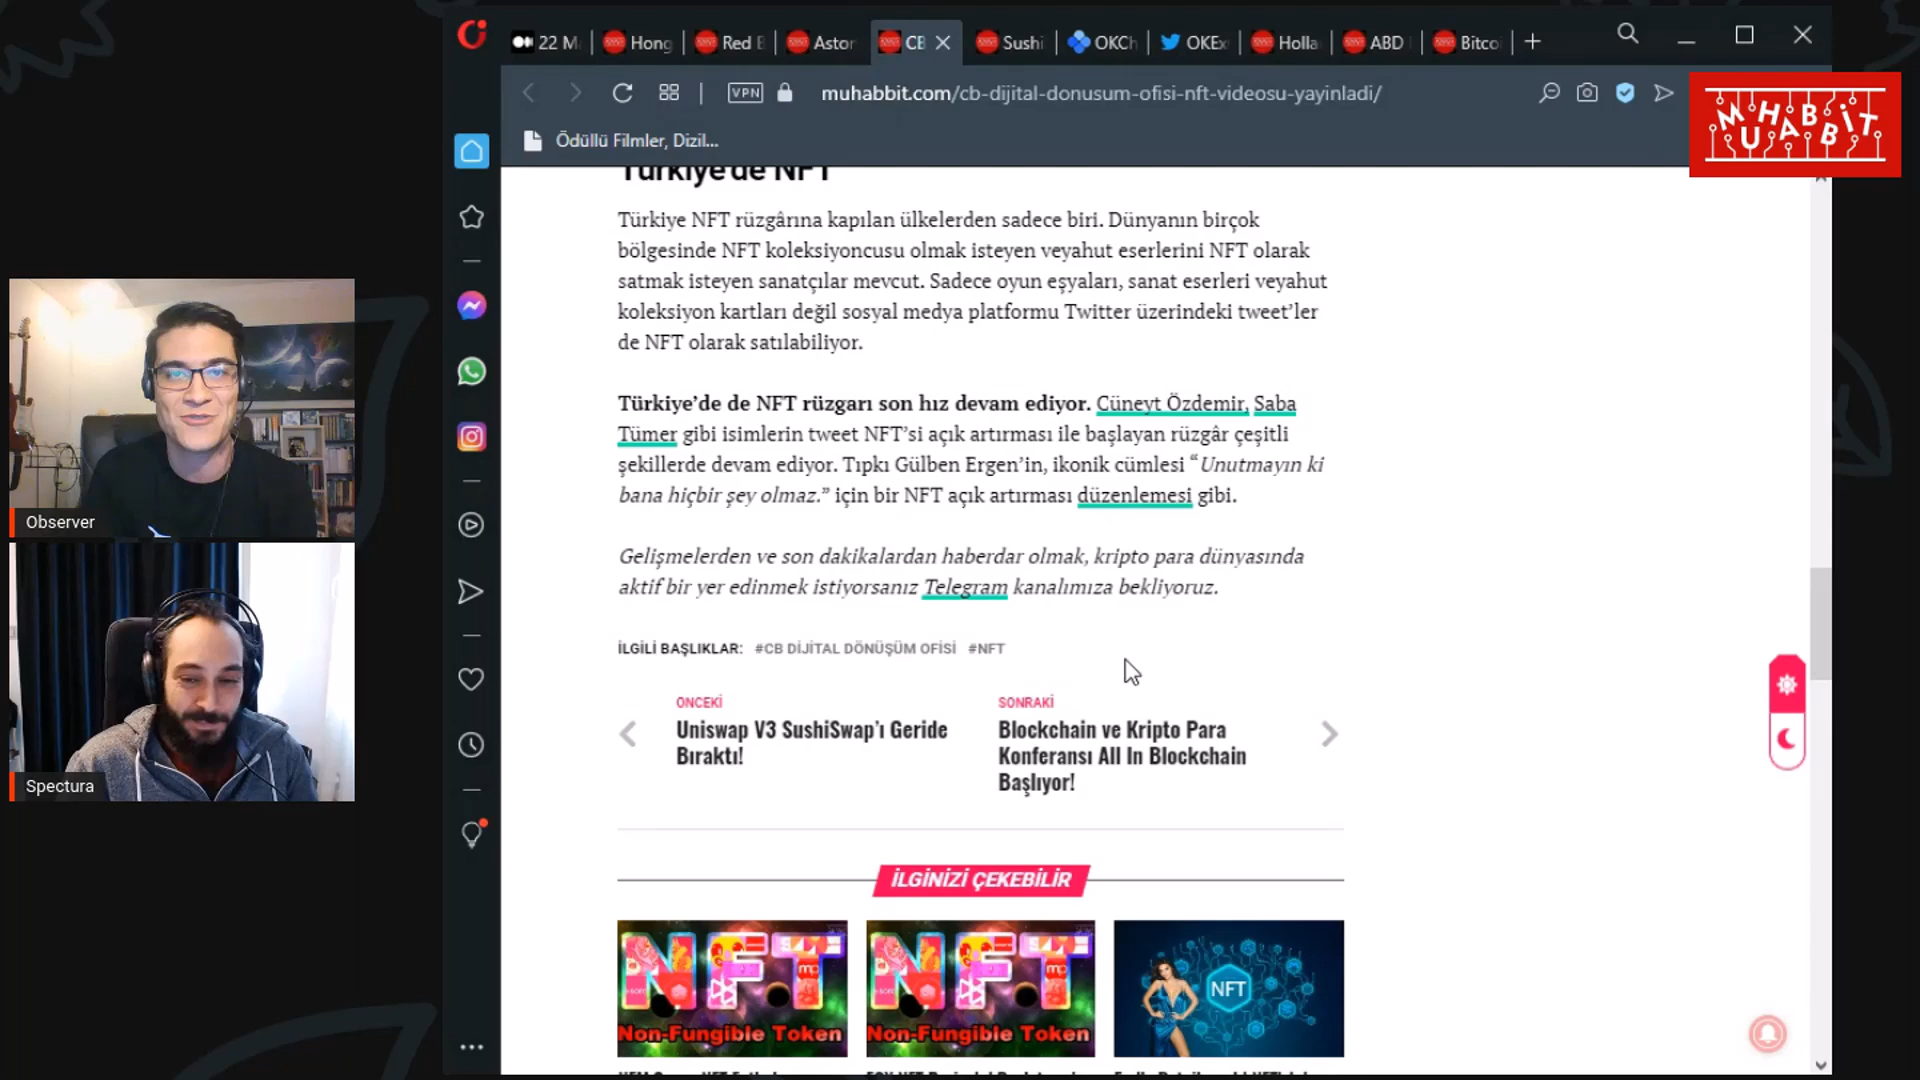 22 M
Hong
Red B
Aston
CB
Sushi
OKCh
OKEx
Holla
ABD
Bitco
VPN
muhabbit.com/cb-dijital-donusum-ofisi-nft-videosu-yayinladi/
MUHABBİT
Ödüllü Filmler, Dizil...
Türkiye'de NFT
Türkiye NFT rüzgârına kapılan ülkelerden sadece biri. Dünyanın birçok
bölgesinde NFT koleksiyoncusu olmak isteyen veyahut eserlerini NFT olarak
satmak isteyen sanatçılar mevcut. Sadece oyun eşyaları, sanat eserleri veyahut
koleksiyon kartları değil sosyal medya platformu Twitter üzerindeki tweet’ler
de NFT olarak satılabiliyor.
Türkiye’de de NFT rüzgarı son hız devam ediyor. Cüneyt Özdemir, Saba
Tümer gibi isimlerin tweet NFT’si açık artırması ile başlayan rüzgâr çeşitli
şekillerde devam ediyor. Tıpkı Gülben Ergen’in, ikonik cümlesi “Unutmayın ki
bana hiçbir şey olmaz.” için bir NFT açık artırması düzenlemesi gibi.
Gelişmelerden ve son dakikalardan haberdar olmak, kripto para dünyasında
aktif bir yer edinmek istiyorsanız Telegram kanalımıza bekliyoruz.
İLGİLİ BAŞLIKLAR: #CB DİJİTAL DÖNÜŞÜM OFİSİ #NFT
ONCEKİ
Uniswap V3 SushiSwap’ı Geride
Bıraktı!
SONRAKİ
Blockchain ve Kripto Para
Konferansı All In Blockchain
Başlıyor!
İLGİNİZİ ÇEKEBİLİR
NFT
Non-Fungible Token
NFT
Non-Fungible Token
NFT
Observer
Spectura